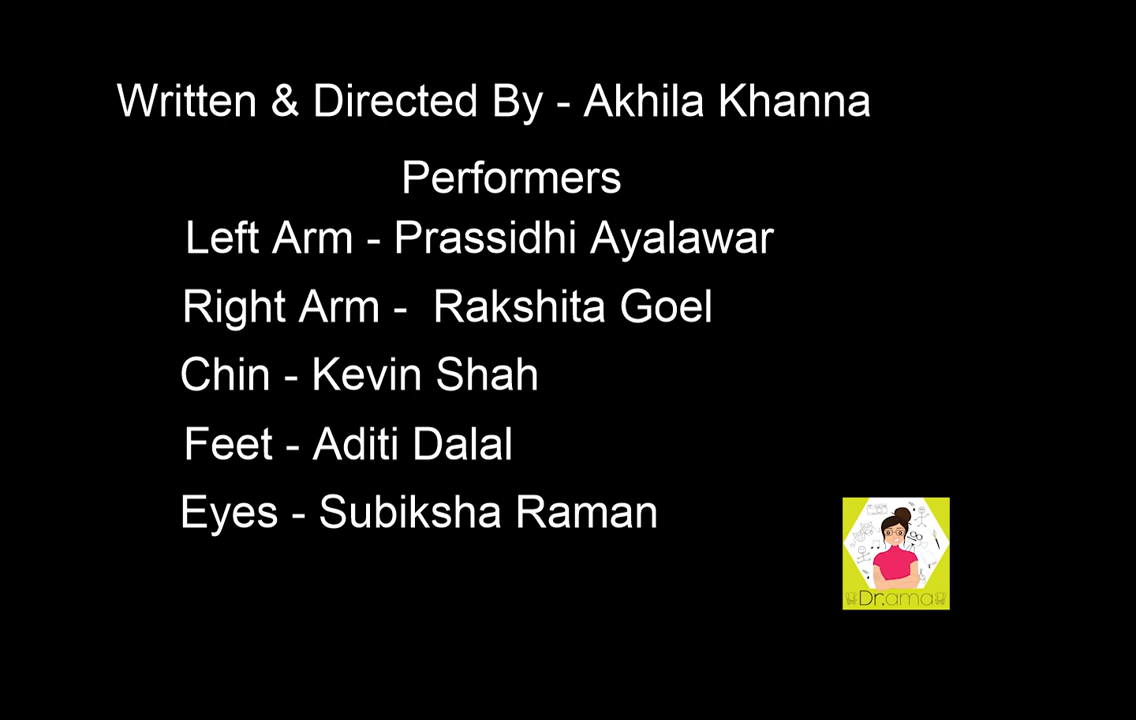 Written & Directed By - Akhila Khanna
Performers
Left Arm - Prassidhi Ayalawar
Right Arm - Rakshita Goel
Chin - Kevin Shah
Feet - Aditi Dalal
Eyes - Subiksha Raman
Dr.ama